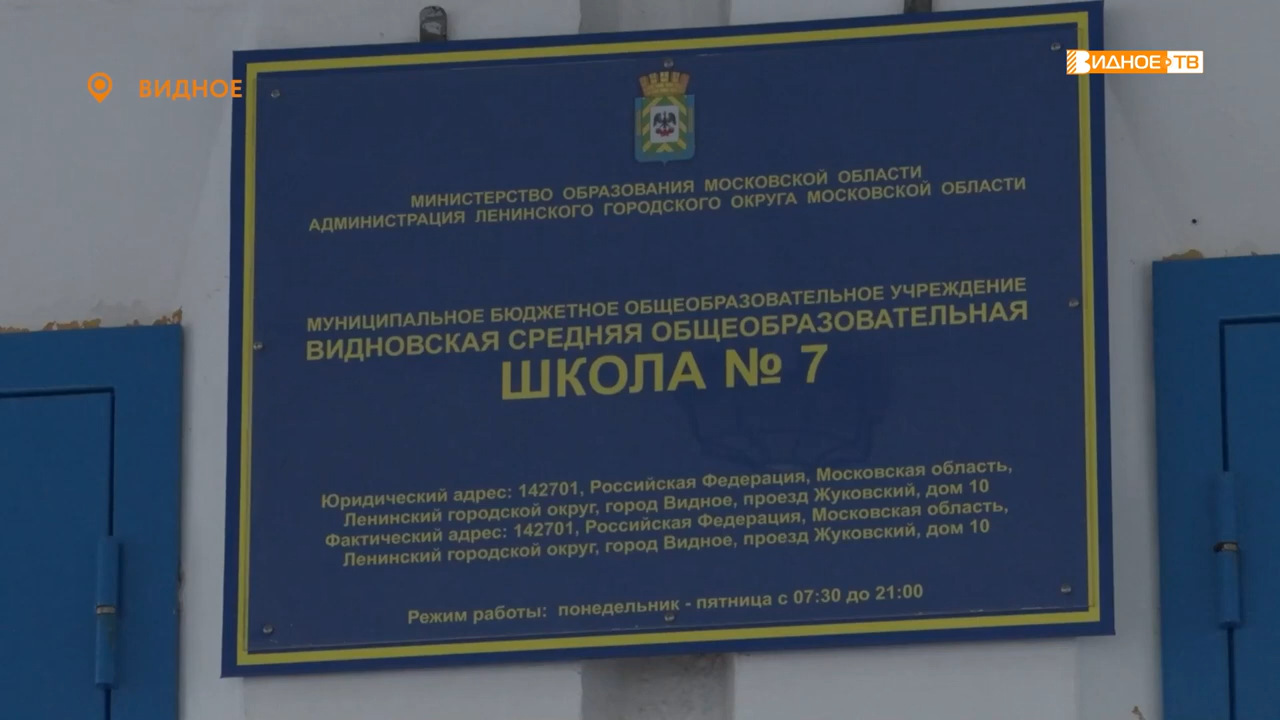 ВИДНОЕ
ВИДНОЕ ТВ
МИНИСТЕРСТВО ОБРАЗОВАНИЯ МОСКОВСКОЙ ОБЛАСТИ
АДМИНИСТРАЦИЯ ЛЕНИНСКОГО ГОРОДСКОГО ОКРУГА МОСКОВСКОЙ ОБЛАСТИ
МУНИЦИПАЛЬНОЕ БЮДЖЕТНОЕ ОБЩЕОБРАЗОВАТЕЛЬНОЕ УЧРЕЖДЕНИЕ
ВИДНОВСКАЯ СРЕДНЯЯ ОБЩЕОБРАЗОВАТЕЛЬНАЯ
ШКОЛА № 7
Юридический адрес: 142701, Российская Федерация, Московская область,
Ленинский городской округ, город Видное, проезд Жуковский, дом 10
Фактический адрес: 142701, Российская Федерация, Московская область,
Ленинский городской округ, город Видное, проезд Жуковский, дом 10
Режим работы: понедельник - пятница с 07:30 до 21:00